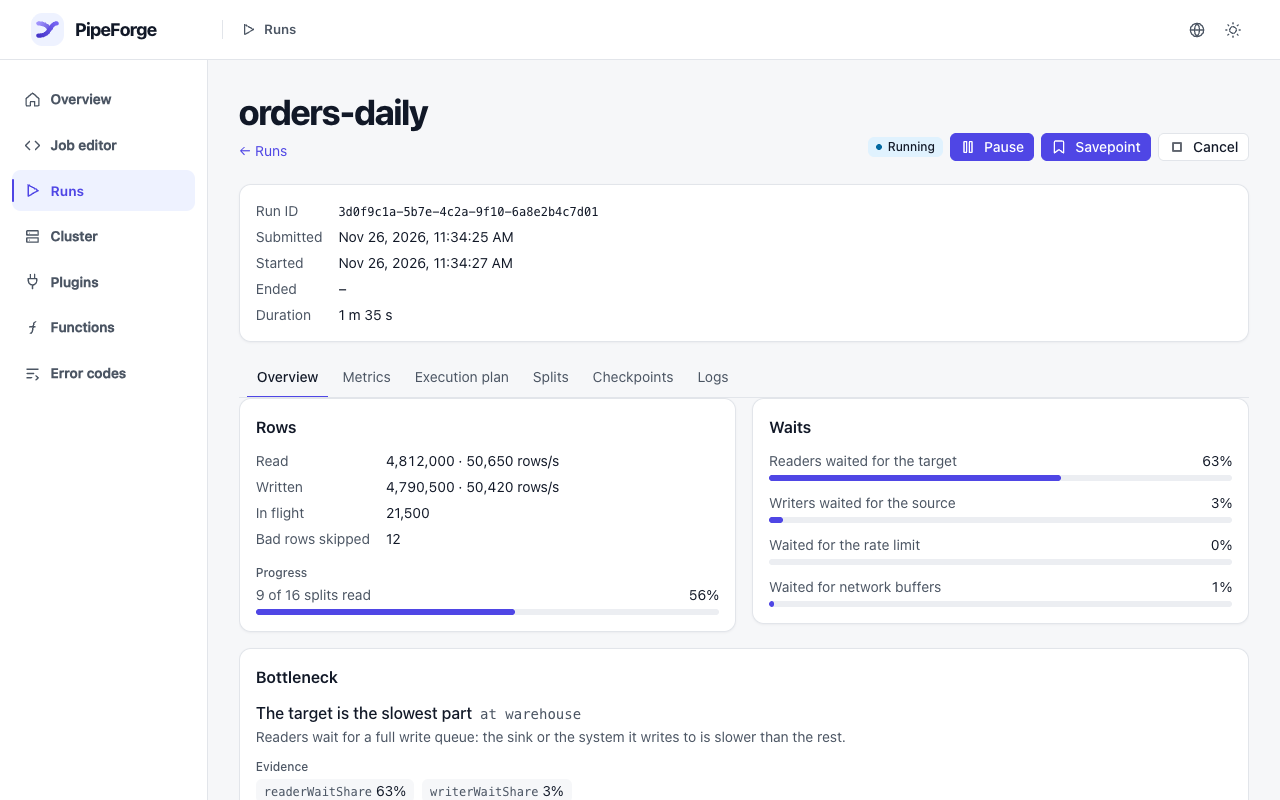 PipeForge
Runs
Overview
Job editor
Runs
Cluster
Plugins
Functions
Error codes
orders-daily
← Runs
Running
Pause
Savepoint
Cancel
Run ID 3d0f9c1a-5b7e-4c2a-9f10-6a8e2b4c7d01
Submitted Nov 26, 2026, 11:34:25 AM
Started Nov 26, 2026, 11:34:27 AM
Ended –
Duration 1 m 35 s
Overview Metrics Execution plan Splits Checkpoints Logs
Rows
Read 4,812,000 · 50,650 rows/s
Written 4,790,500 · 50,420 rows/s
In flight 21,500
Bad rows skipped 12
Progress
9 of 16 splits read 56%
Waits
Readers waited for the target 63%
Writers waited for the source 3%
Waited for the rate limit 0%
Waited for network buffers 1%
Bottleneck
The target is the slowest part at warehouse
Readers wait for a full write queue: the sink or the system it writes to is slower than the rest.
Evidence
readerWaitShare 63% writerWaitShare 3%